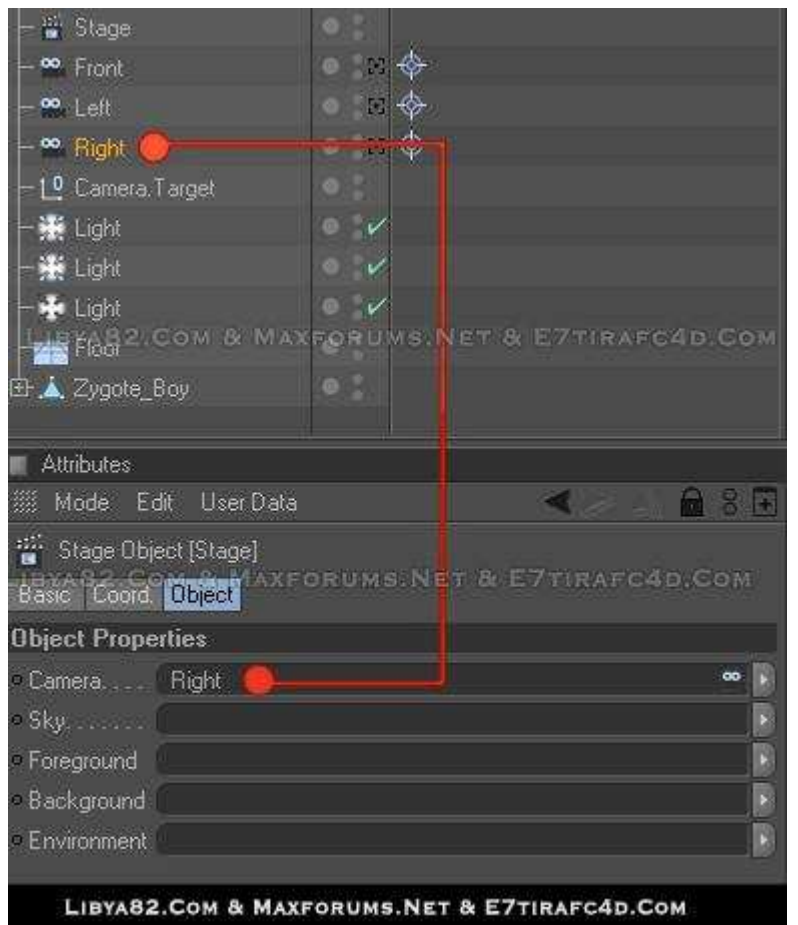 Stage
Front
Left
Right
Camera.Target
Light
Light
Light
LIBYA82.COM & MAXFORUMS.NET & E7TIRAFC4D.COM
Floor
Zygote_Boy
Attributes
Mode Edit User Data
Stage Object [Stage]
LIBYA82.COM & MAXFORUMS.NET & E7TIRAFC4D.COM
Basic Coord. Object
Object Properties
Camera. . . . Right
Sky. . . . . . .
Foreground
Background
Environment
LIBYA82.COM & MAXFORUMS.NET & E7TIRAFC4D.COM